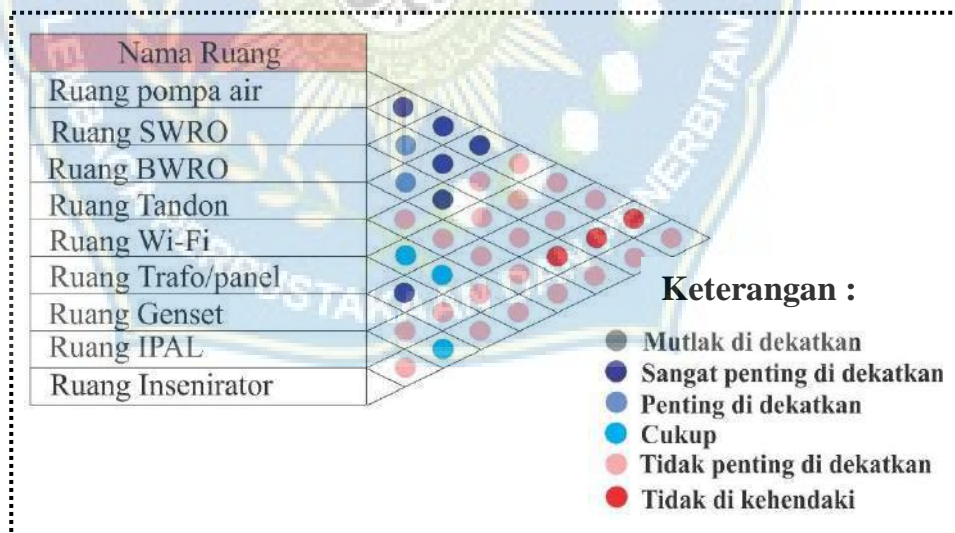 Nama Ruang
Ruang pompa air
Ruang SWRO
Ruang BWRO
Ruang Tandon
Ruang Wi-Fi
Ruang Trafo/panel
Ruang Genset
Ruang IPAL
Ruang Insenirator
Keterangan :
Mutlak di dekatkan
Sangat penting di dekatkan
Penting di dekatkan
Cukup
Tidak penting di dekatkan
Tidak di kehendaki